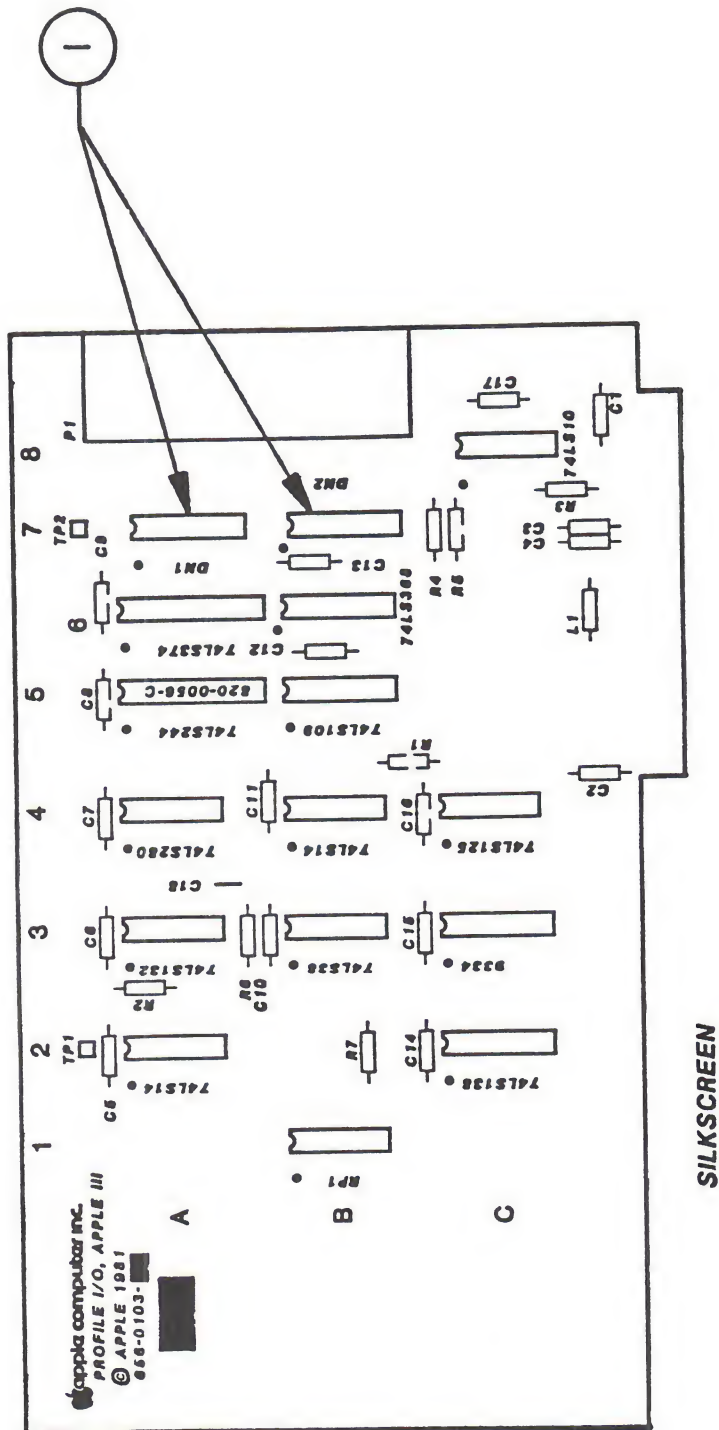 apple computer inc.
PROFILE I/O, APPLE III
© APPLE 1981
656-0103-
1 2 3 4 5 6 7 8
A
B
C
TP1
TP2
P1
C5
C6
C7
C8
74LS14
R2
74LS132
74LS280
74LS244
820-0056-C
74LS374
DN1
C18
RP1
R7
R6
C10
74LS38
C11
74LS14
74LS109
C12
C13
DN2
R1
C14
74LS138
C15
9334
C16
74LS125
R4
R5
74LS10
C17
C1
R3
C3
C4
L1
C2
SILKSCREEN
1